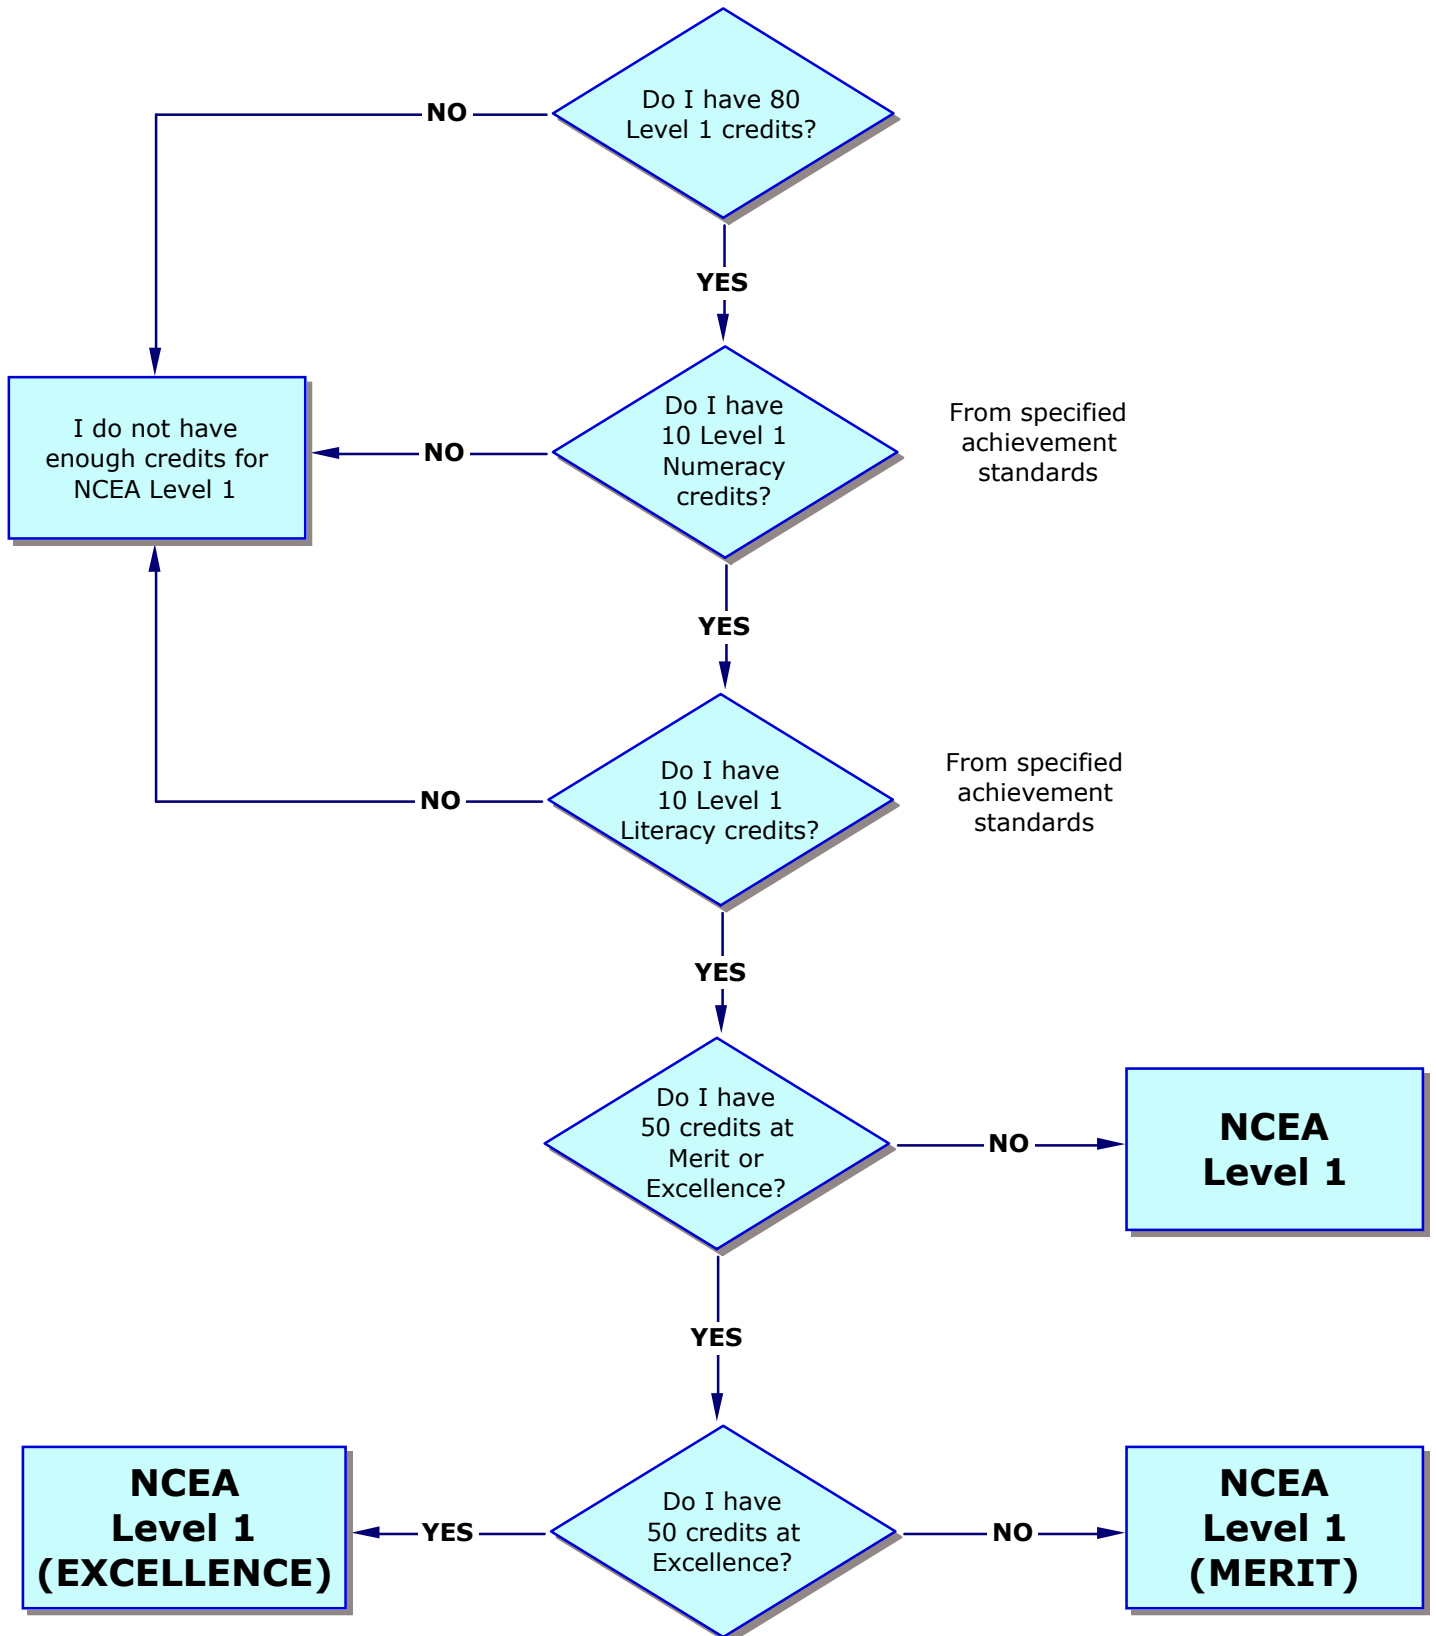 Do I have 80
Level 1 credits?
NO
YES
I do not have
enough credits for
NCEA Level 1
NO
Do I have
10 Level 1
Numeracy
credits?
From specified
achievement
standards
YES
Do I have
10 Level 1
Literacy credits?
From specified
achievement
standards
NO
YES
Do I have
50 credits at
Merit or
Excellence?
NO
NCEA
Level 1
YES
NCEA
Level 1
(EXCELLENCE)
YES
Do I have
50 credits at
Excellence?
NO
NCEA
Level 1
(MERIT)